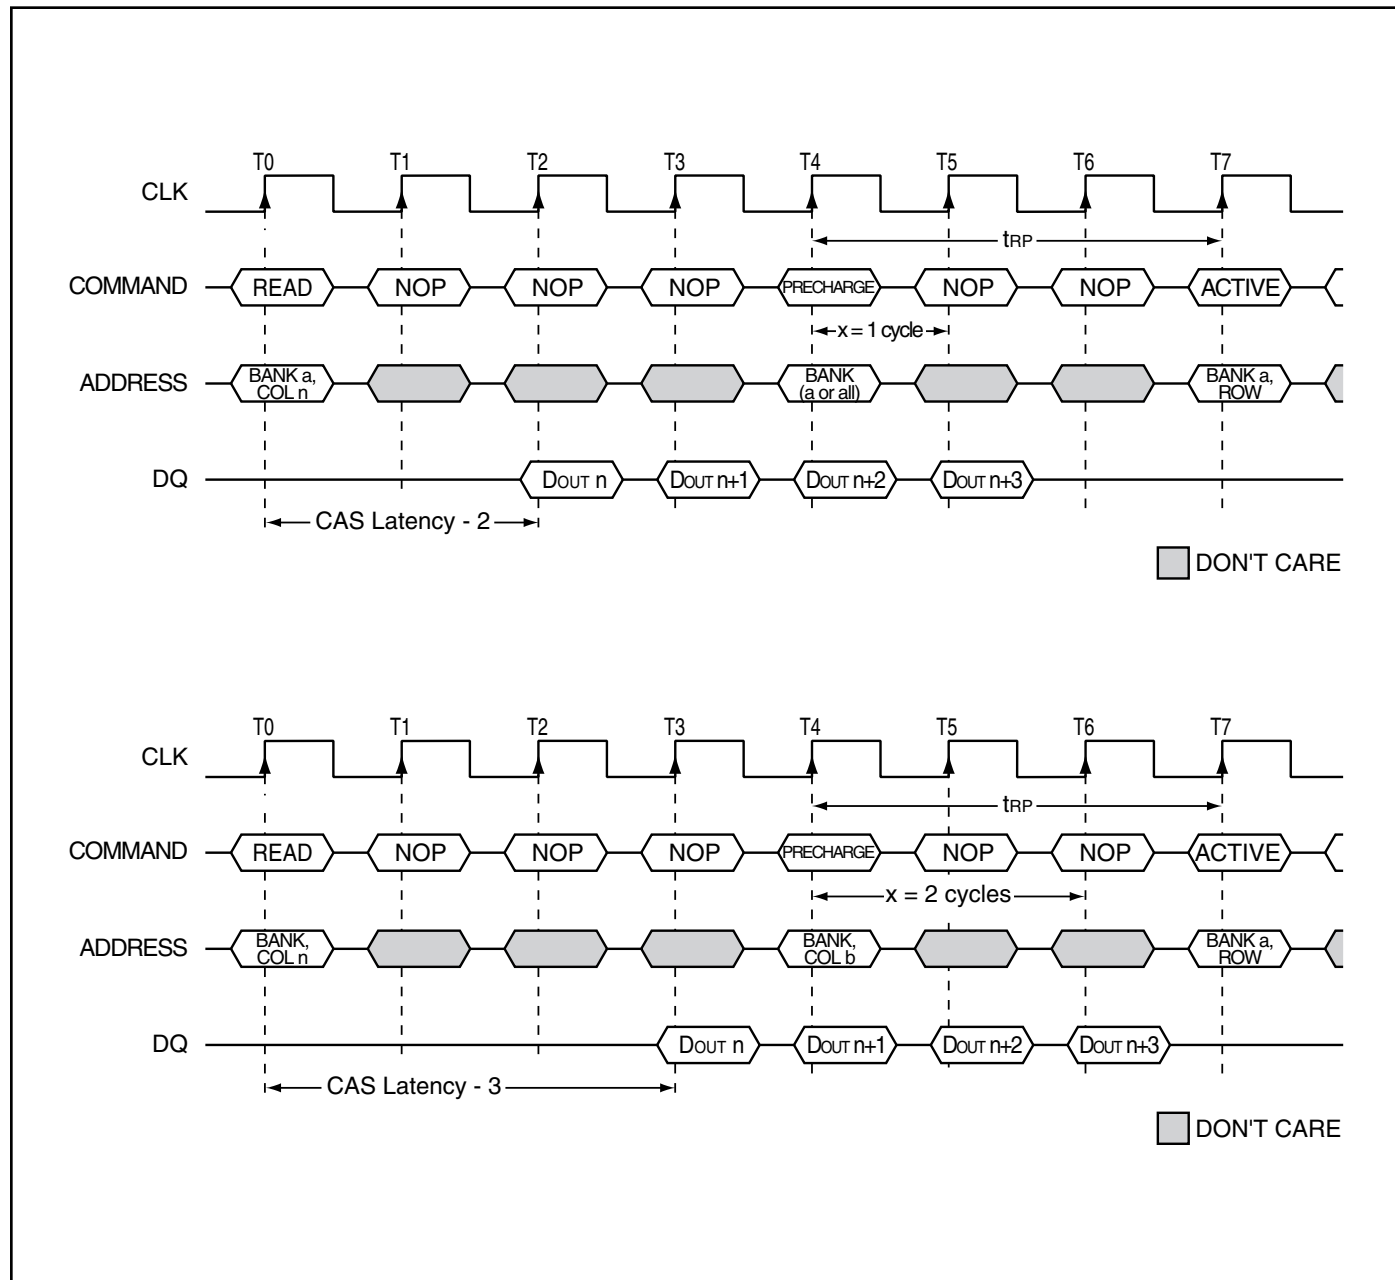 T0 T1 T2 T3 T4 T5 T6 T7
CLK
tRP
COMMAND READ NOP NOP NOP PRECHARGE NOP NOP ACTIVE
x = 1 cycle
ADDRESS BANK a, COL n BANK (a or all) BANK a, ROW
DQ DOUT n DOUT n+1 DOUT n+2 DOUT n+3
CAS Latency - 2
DON'T CARE
T0 T1 T2 T3 T4 T5 T6 T7
CLK
tRP
COMMAND READ NOP NOP NOP PRECHARGE NOP NOP ACTIVE
x = 2 cycles
ADDRESS BANK, COL n BANK, COL b BANK a, ROW
DQ DOUT n DOUT n+1 DOUT n+2 DOUT n+3
CAS Latency - 3
DON'T CARE